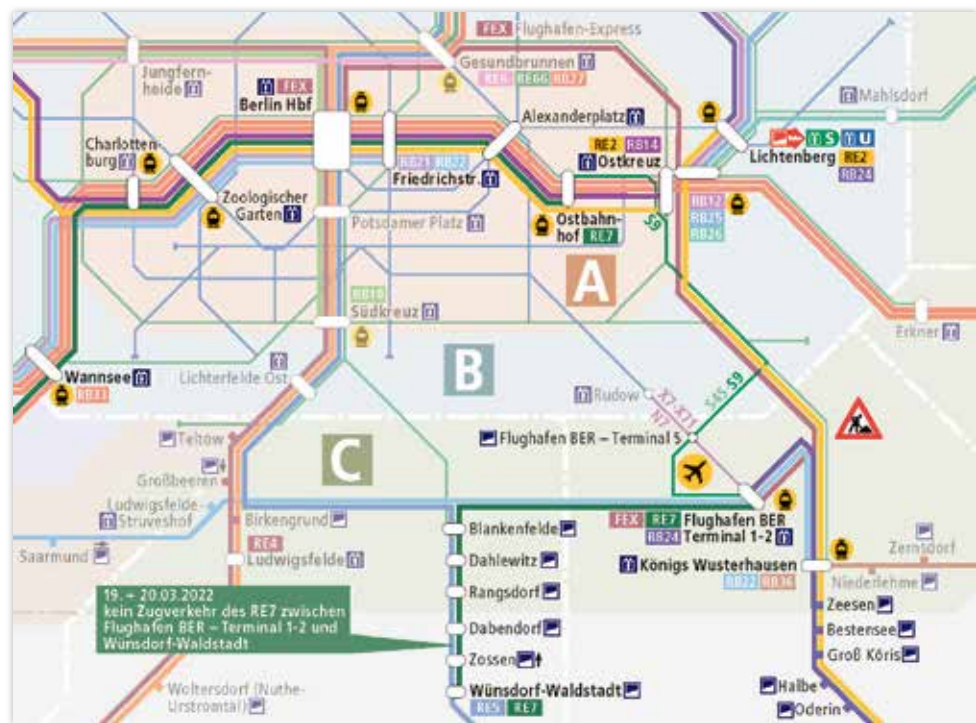 FEX Flughafen-Express
Gesundbrunnen
RE6 RE66 RB27
Jungfern-
heide
FEX
Berlin Hbf
Mahlsdorf
Alexanderplatz
Charlotten-
burg
RE2 RB14
Ostkreuz
S U
Lichtenberg RE2
RB24
RB21 RB22
Friedrichstr.
Zoologischer
Garten
Potsdamer Platz
Ostbahn-
hof RE7
S9
RB12
RB25
RB26
A
RB10
Südkreuz
Erkner
Wannsee
RB33
Lichterfelde Ost
B
Rudow
X7·X71
N7
S45 S9
Teltow
Flughafen BER – Terminal 5
Großbeeren
C
Ludwigsfelde-
Struveshof
Birkengrund
Saarmund
RE4
Ludwigsfelde
Blankenfelde
FEX RE7 Flughafen BER
RB24 Terminal 1-2
Zernsdorf
Dahlewitz
Königs Wusterhausen
RB22 RB36
Niederlehme
Rangsdorf
Zeesen
19. – 20.03.2022
kein Zugverkehr des RE7 zwischen
Flughafen BER – Terminal 1-2 und
Wünsdorf-Waldstadt
Dabendorf
Bestensee
Zossen
Groß Köris
Woltersdorf (Nuthe-
Urstromtal)
Wünsdorf-Waldstadt
RE5 RE7
Halbe
Oderin